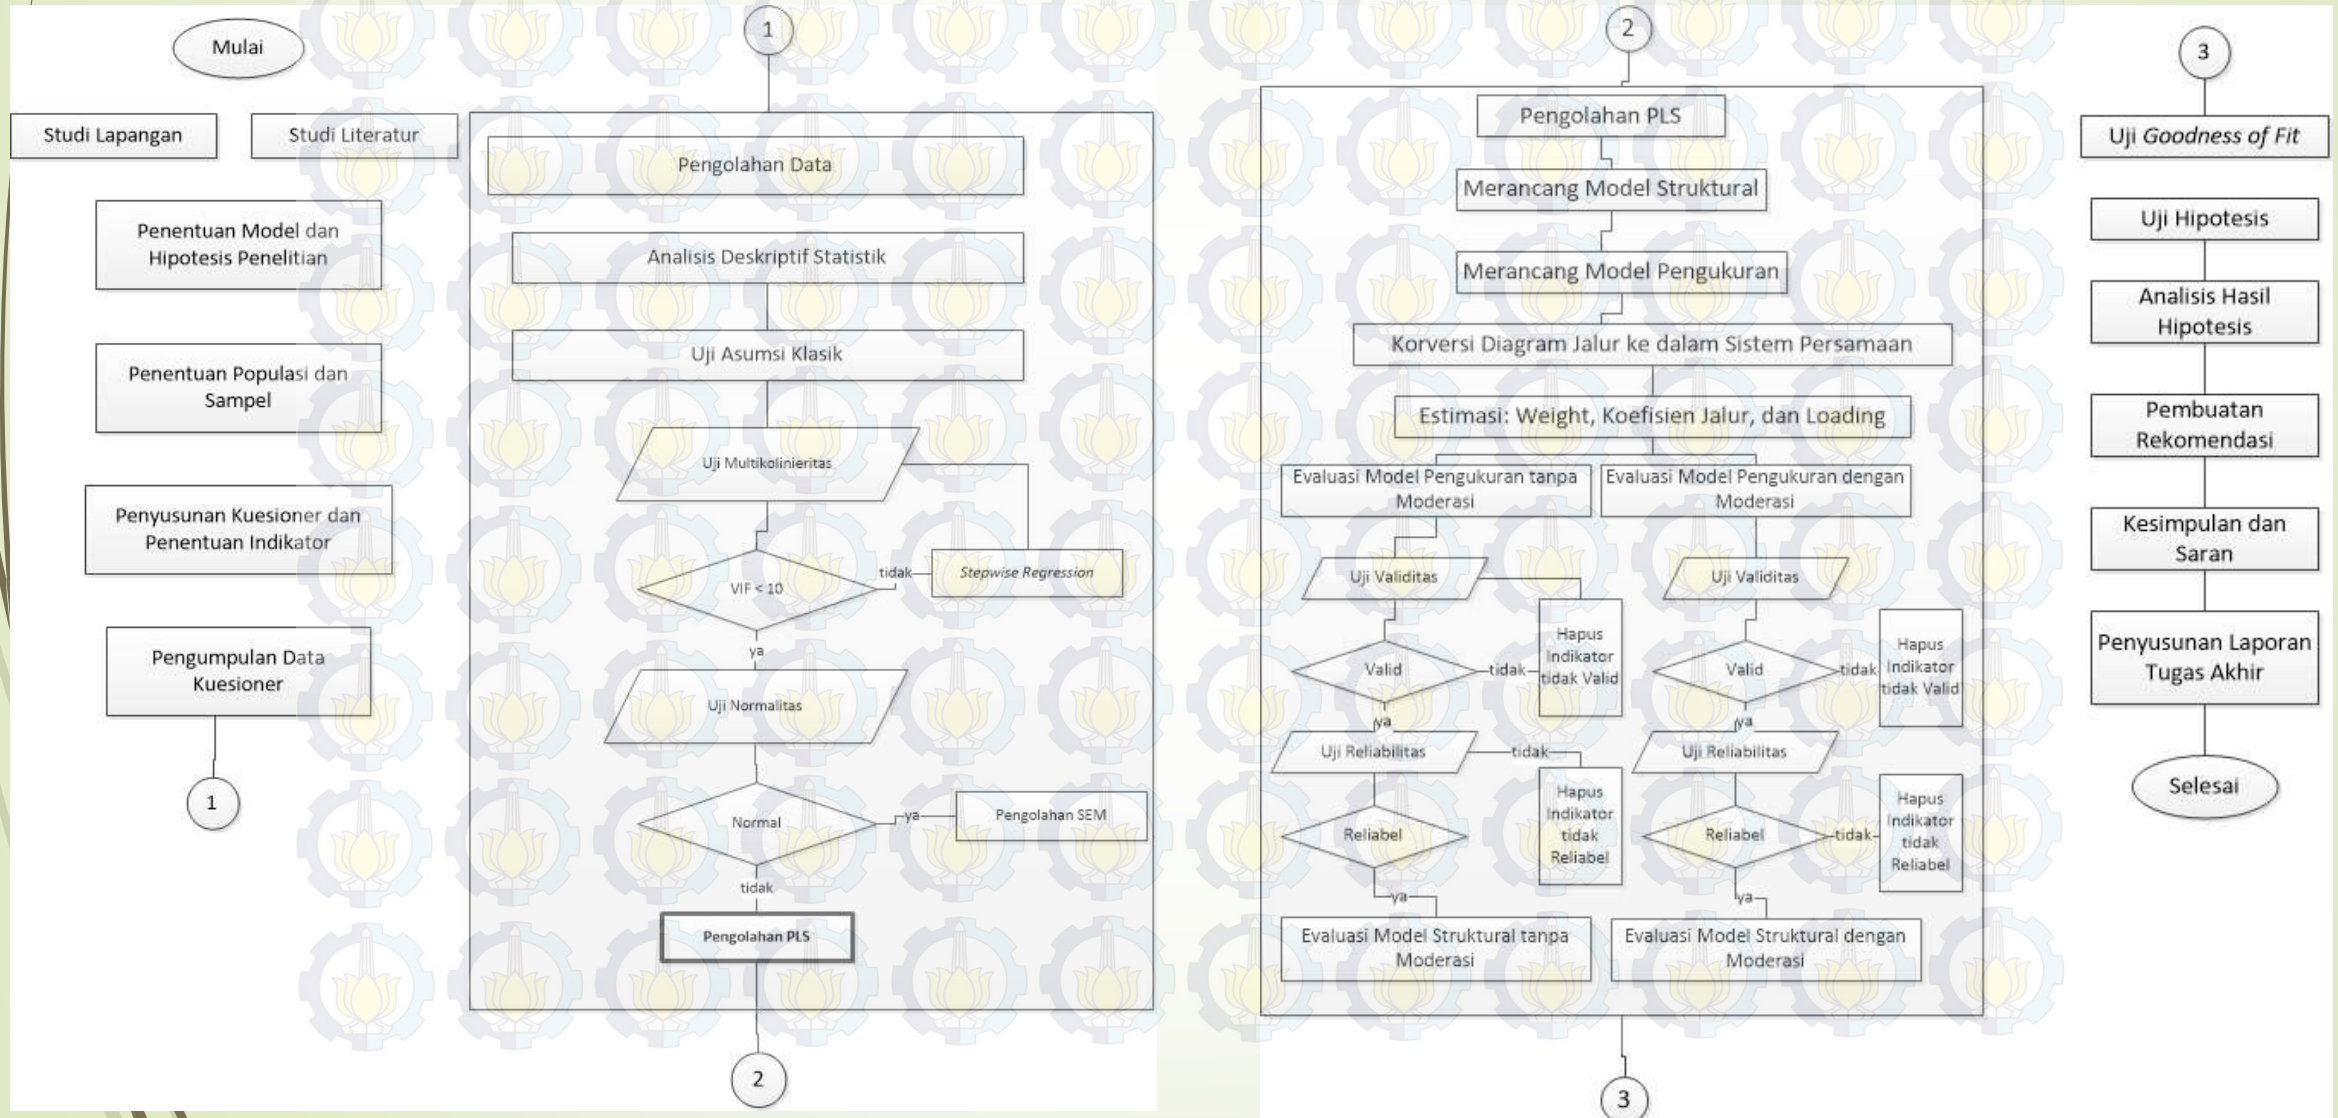 Mulai
Studi Lapangan
Studi Literatur
Penentuan Model dan
Hipotesis Penelitian
Penentuan Populasi dan
Sampel
Penyusunan Kuesioner dan
Penentuan Indikator
Pengumpulan Data
Kuesioner
1
1
Pengolahan Data
Analisis Deskriptif Statistik
Uji Asumsi Klasik
Uji Multikolinieritas
VIF < 10
tidak
Stepwise Regression
ya
Uji Normalitas
Normal
ya
Pengolahan SEM
tidak
Pengolahan PLS
2
2
Pengolahan PLS
Merancang Model Struktural
Merancang Model Pengukuran
Korversi Diagram Jalur ke dalam Sistem Persamaan
Estimasi: Weight, Koefisien Jalur, dan Loading
Evaluasi Model Pengukuran tanpa
Moderasi
Uji Validitas
Valid
tidak
Hapus
Indikator
tidak Valid
ya
Uji Reliabilitas
tidak
Hapus
Indikator
tidak
Reliabel
Reliabel
ya
Evaluasi Model Struktural tanpa
Moderasi
Evaluasi Model Pengukuran dengan
Moderasi
Uji Validitas
Valid
tidak
Hapus
Indikator
tidak Valid
ya
Uji Reliabilitas
Reliabel
tidak
Hapus
Indikator
tidak
Reliabel
ya
Evaluasi Model Struktural dengan
Moderasi
3
3
Uji Goodness of Fit
Uji Hipotesis
Analisis Hasil
Hipotesis
Pembuatan
Rekomendasi
Kesimpulan dan
Saran
Penyusunan Laporan
Tugas Akhir
Selesai